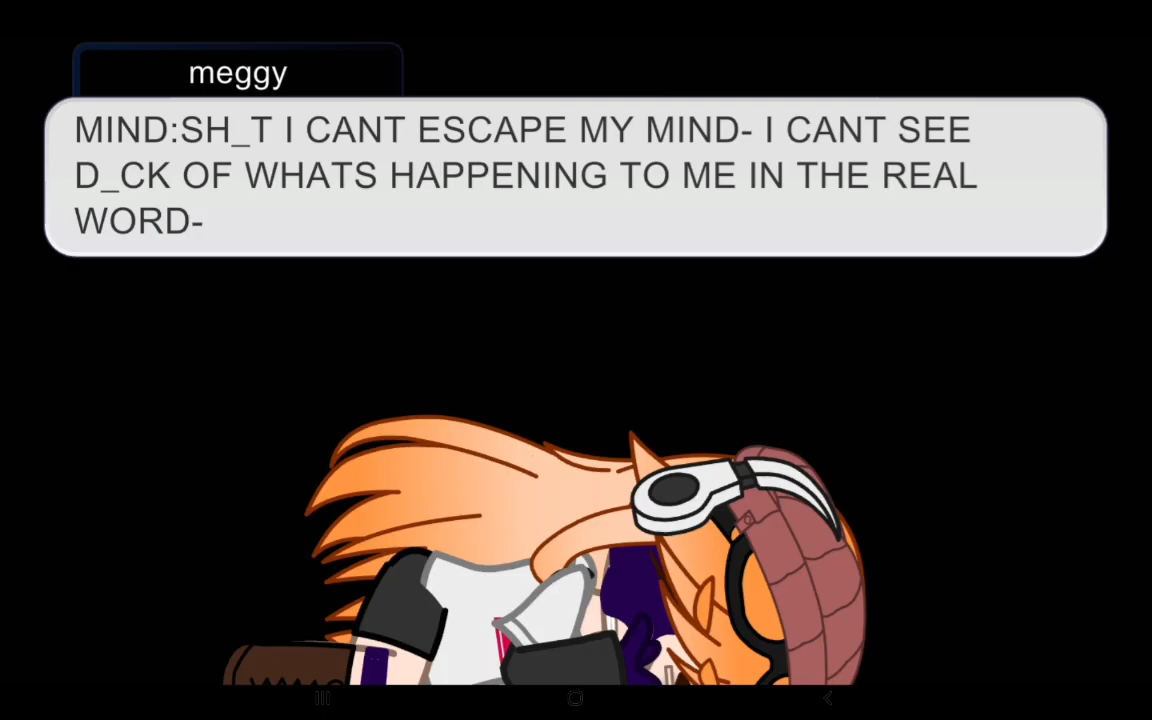 meggy
MIND:SH_T I CANT ESCAPE MY MIND- I CANT SEE
D_CK OF WHATS HAPPENING TO ME IN THE REAL
WORD-